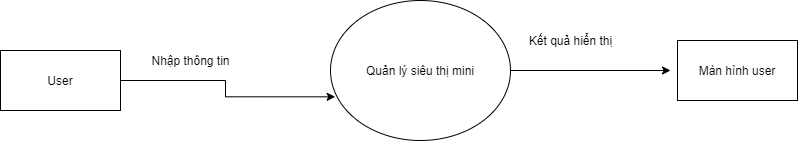 User
Nhập thông tin
Quản lý siêu thị mini
Kết quả hiển thị
Màn hình user